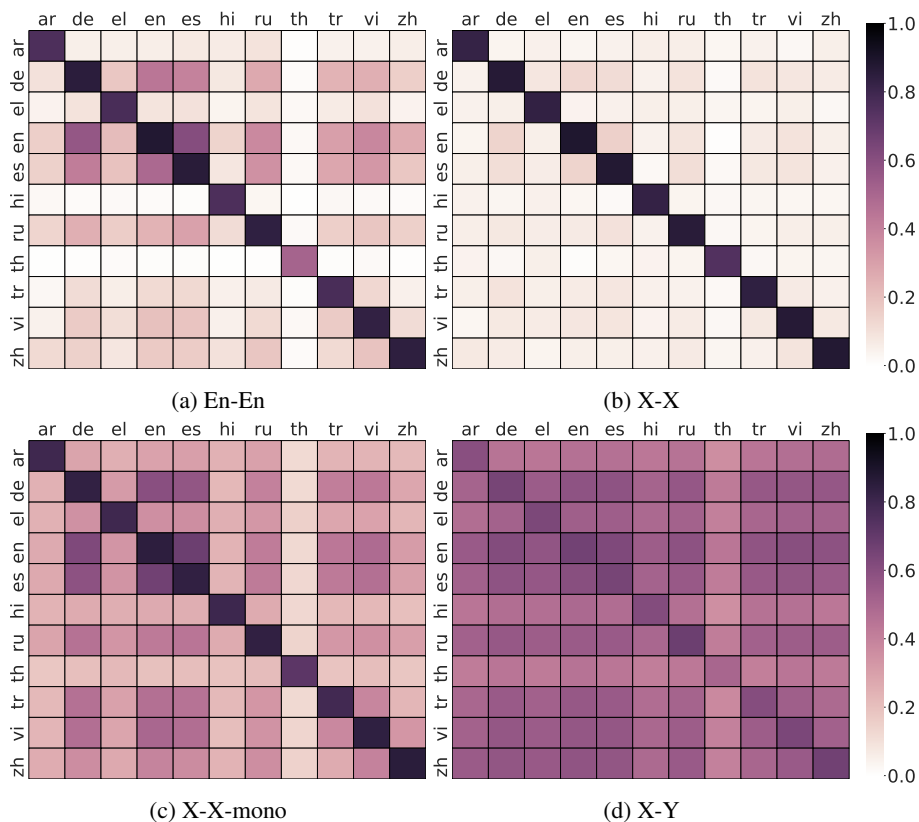 ar de el en es hi ru th tr vi zh
ar
de
el
en
es
hi
ru
th
tr
vi
zh
(a) En-En
ar de el en es hi ru th tr vi zh
ar
de
el
en
es
hi
ru
th
tr
vi
zh
1.0
0.8
0.6
0.4
0.2
0.0
(b) X-X
ar de el en es hi ru th tr vi zh
ar
de
el
en
es
hi
ru
th
tr
vi
zh
(c) X-X-mono
ar de el en es hi ru th tr vi zh
ar
de
el
en
es
hi
ru
th
tr
vi
zh
1.0
0.8
0.6
0.4
0.2
0.0
(d) X-Y